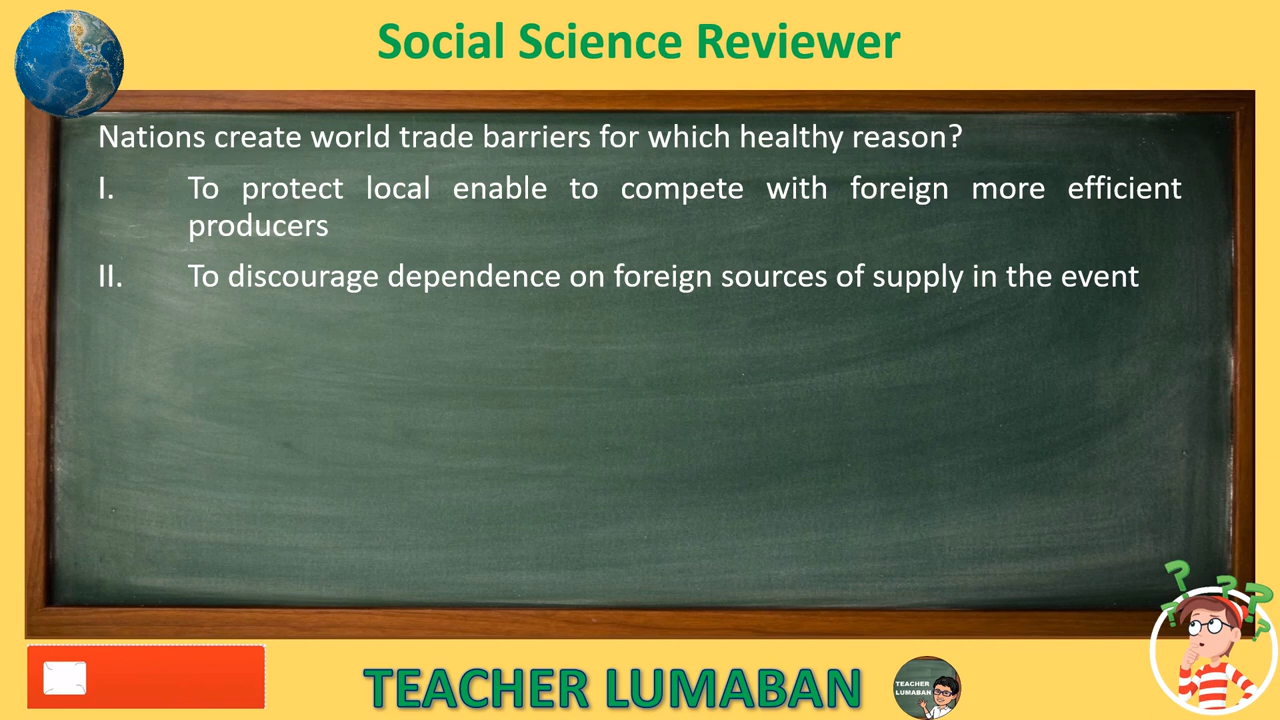 Social Science Reviewer
Nations create world trade barriers for which healthy reason?
I. To protect local enable to compete with foreign more efficient
producers
II. To discourage dependence on foreign sources of supply in the event
TEACHER LUMABAN
TEACHER
LUMABAN